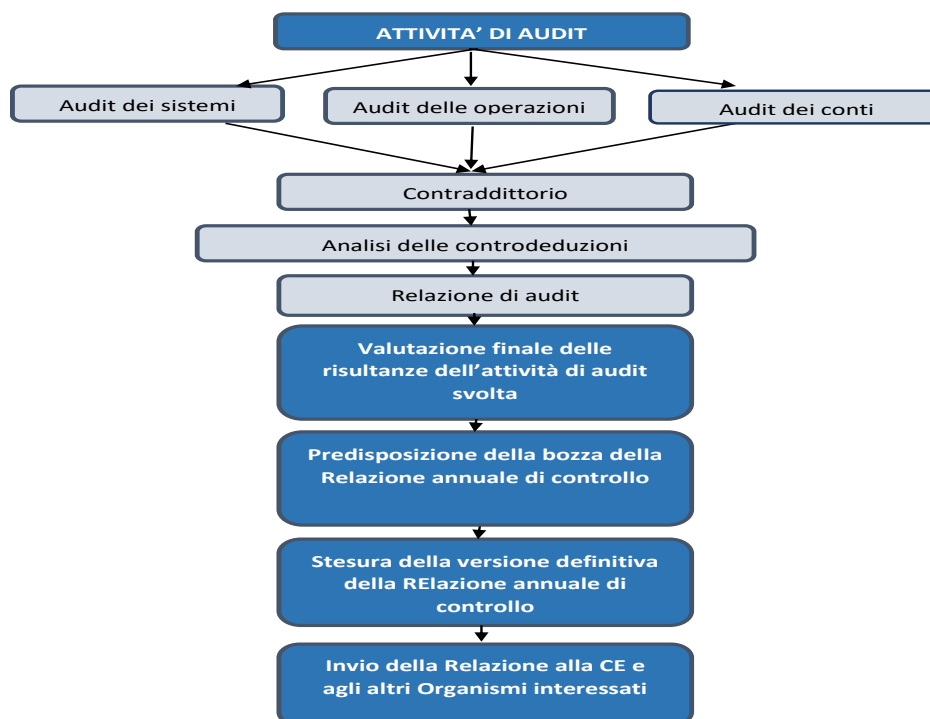 ATTIVITA’ DI AUDIT
Audit dei sistemi
Audit delle operazioni
Audit dei conti
Contraddittorio
Analisi delle controdeduzioni
Relazione di audit
Valutazione finale delle
risultanze dell’attività di audit
svolta
Predisposizione della bozza della
Relazione annuale di controllo
Stesura della versione definitiva
della RElazione annuale di
controllo
Invio della Relazione alla CE e
agli altri Organismi interessati